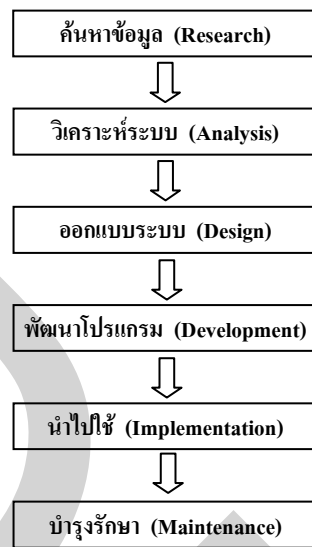 ค้นหาข้อมูล (Research)
วิเคราะห์ระบบ (Analysis)
ออกแบบระบบ (Design)
พัฒนาโปรแกรม (Development)
นำไปใช้ (Implementation)
บำรุงรักษา (Maintenance)